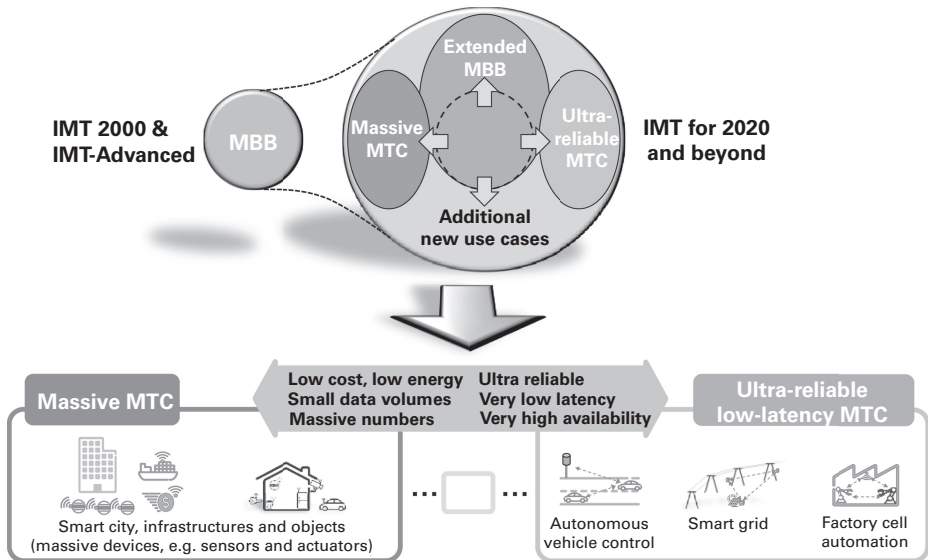 Extended
MBB
IMT 2000 &
IMT-Advanced
MBB
Massive
MTC
Ultra-
reliable
MTC
IMT for 2020
and beyond
Additional
new use cases
Massive MTC
Low cost, low energy
Small data volumes
Massive numbers
Ultra reliable
Very low latency
Very high availability
Ultra-reliable
low-latency MTC
Smart city, infrastructures and objects
(massive devices, e.g. sensors and actuators)
... ...
Autonomous
vehicle control
Smart grid
Factory cell
automation